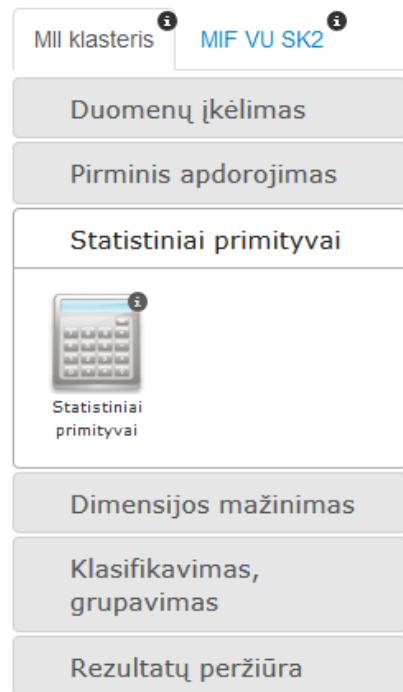 MII klasteris MIF VU SK2
Duomenų įkėlimas
Pirminis apdorojimas
Statistiniai primityvai
Statistiniai
primityvai
Dimensijos mažinimas
Klasifikavimas,
grupavimas
Rezultatų peržiūra